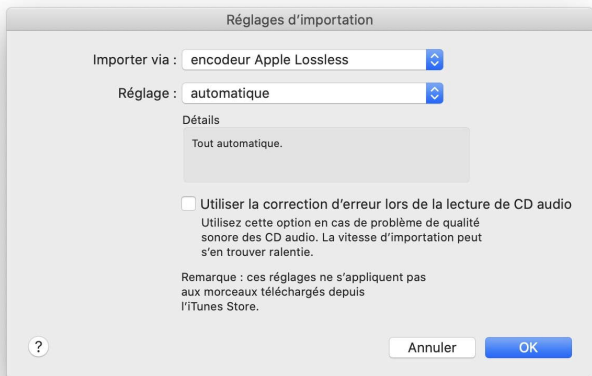 Réglages d’importation
Importer via : encodeur Apple Lossless
Réglage : automatique
Détails
Tout automatique.
Utiliser la correction d’erreur lors de la lecture de CD audio
Utilisez cette option en cas de problème de qualité
sonore des CD audio. La vitesse d’importation peut
s’en trouver ralentie.
Remarque : ces réglages ne s’appliquent pas
aux morceaux téléchargés depuis
l’iTunes Store.
? Annuler OK